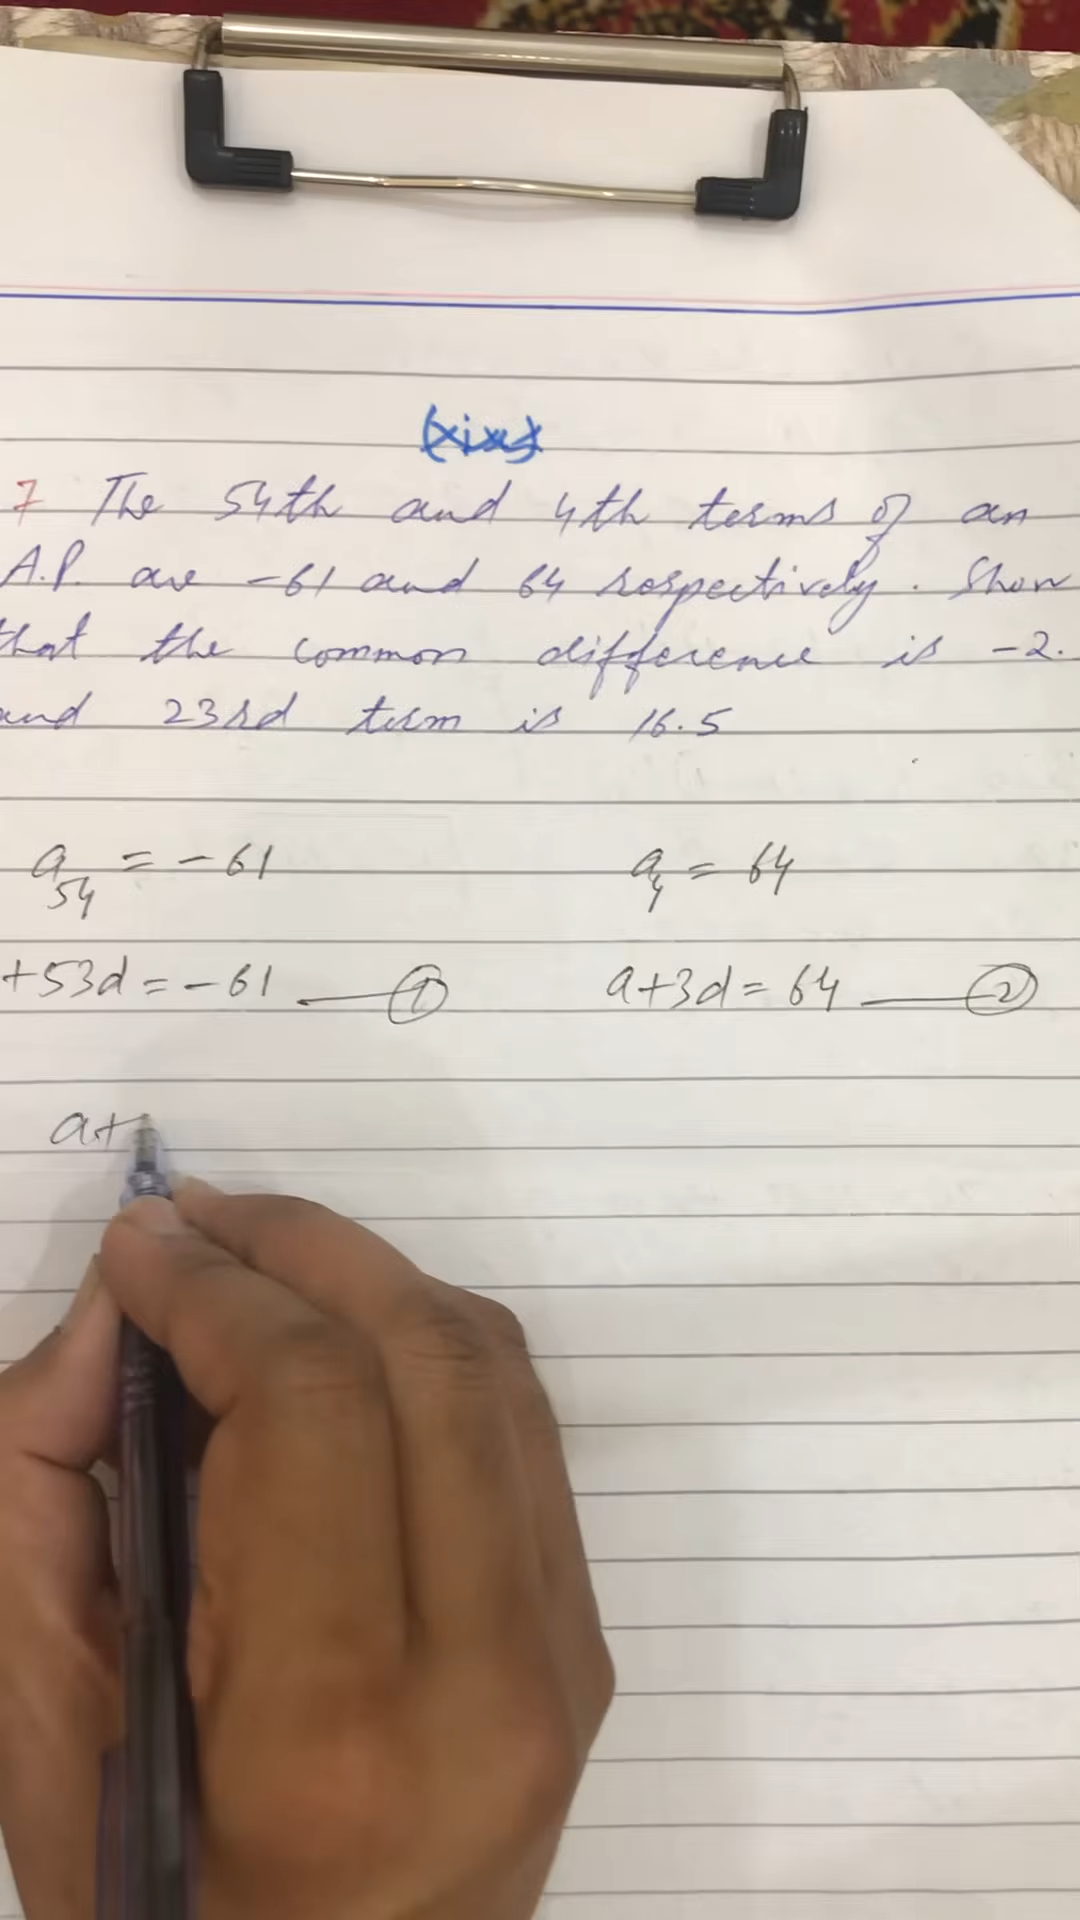 7 The 54th and 4th terms of an
A.P. are -61 and 64 respectively. Show
that the common difference is -2.
and 23rd term is 16.5
a₅₄ = -61 a₄ = 64
+53d = -61 —— ① a+3d = 64 —— ②
a+